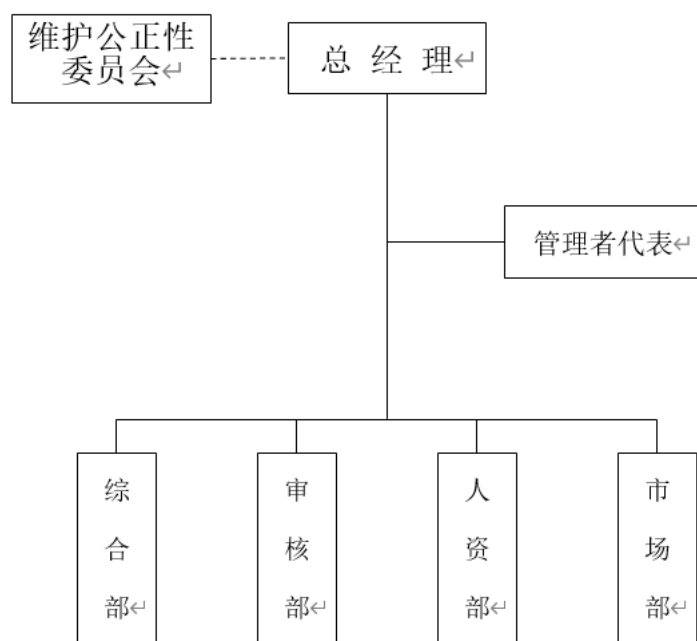 维护公正性
委员会
总 经 理
管理者代表
综合部
审核部
人资部
市场部